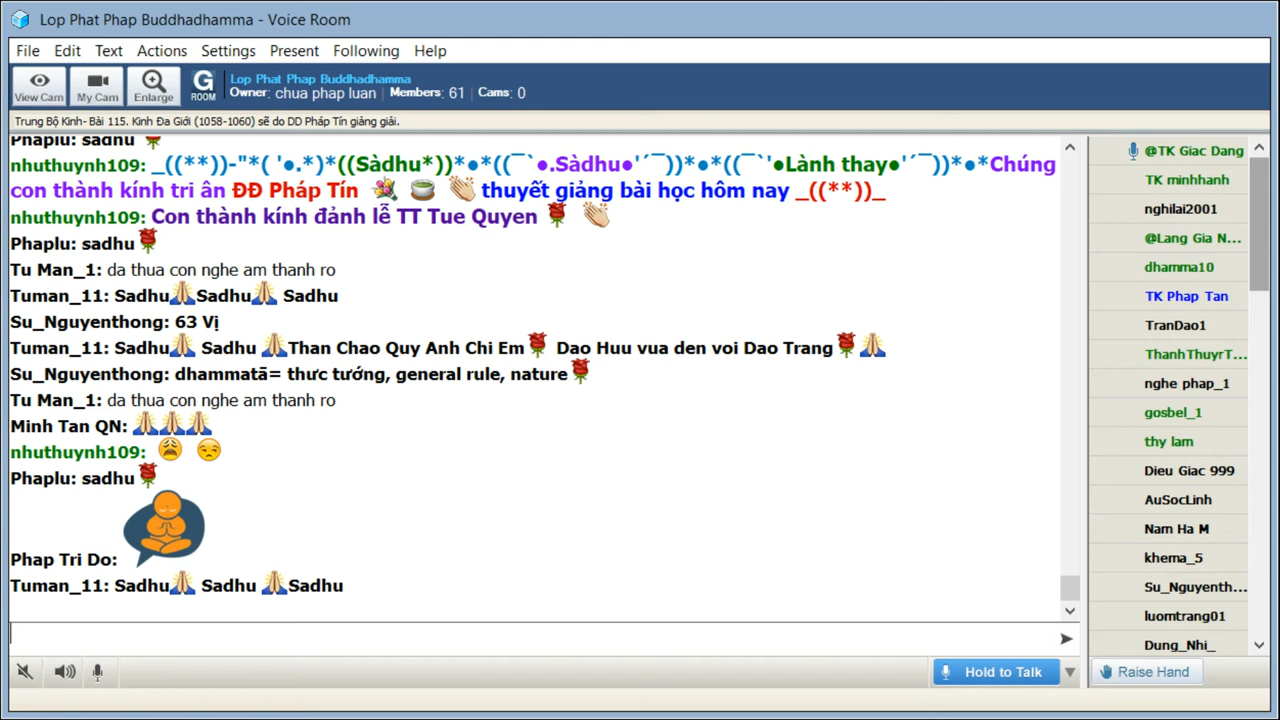 Lop Phat Phap Buddhadhamma - Voice Room
File Edit Text Actions Settings Present Following Help
View Cam My Cam Enlarge G ROOM
Lop Phat Phap Buddhadhamma
Owner: chua phap luan | Members: 61 | Cams: 0
Trung Bộ Kinh- Bài 115. Kinh Đa Giới (1058-1060) sẽ do DD Pháp Tín giảng giải.
Phaplu: sadhu
nhuthuynh109: _((**))-"*( '●.*)*((Sàdhu*))*●*((¯`●.Sàdhu●'´¯))*●*((¯`'●Lành thay●'´¯))*●*Chúng
con thành kính tri ân ĐĐ Pháp Tín thuyết giảng bài học hôm nay _((**))_
nhuthuynh109: Con thành kính đảnh lễ TT Tue Quyen
Phaplu: sadhu
Tu Man_1: da thua con nghe am thanh ro
Tuman_11: Sadhu Sadhu Sadhu
Su_Nguyenthong: 63 Vị
Tuman_11: Sadhu Sadhu Than Chao Quy Anh Chi Em Dao Huu vua den voi Dao Trang
Su_Nguyenthong: dhammatā= thực tướng, general rule, nature
Tu Man_1: da thua con nghe am thanh ro
Minh Tan QN:
nhuthuynh109:
Phaplu: sadhu
Phap Tri Do:
Tuman_11: Sadhu Sadhu Sadhu
@TK Giac Dang
TK minhhanh
nghilai2001
@Lang Gia N...
dhamma10
TK Phap Tan
TranDao1
ThanhThuyrT...
nghe phap_1
gosbel_1
thy lam
Dieu Giac 999
AuSocLinh
Nam Ha M
khema_5
Su_Nguyenth...
luomtrang01
Dung_Nhi_
Hold to Talk
Raise Hand